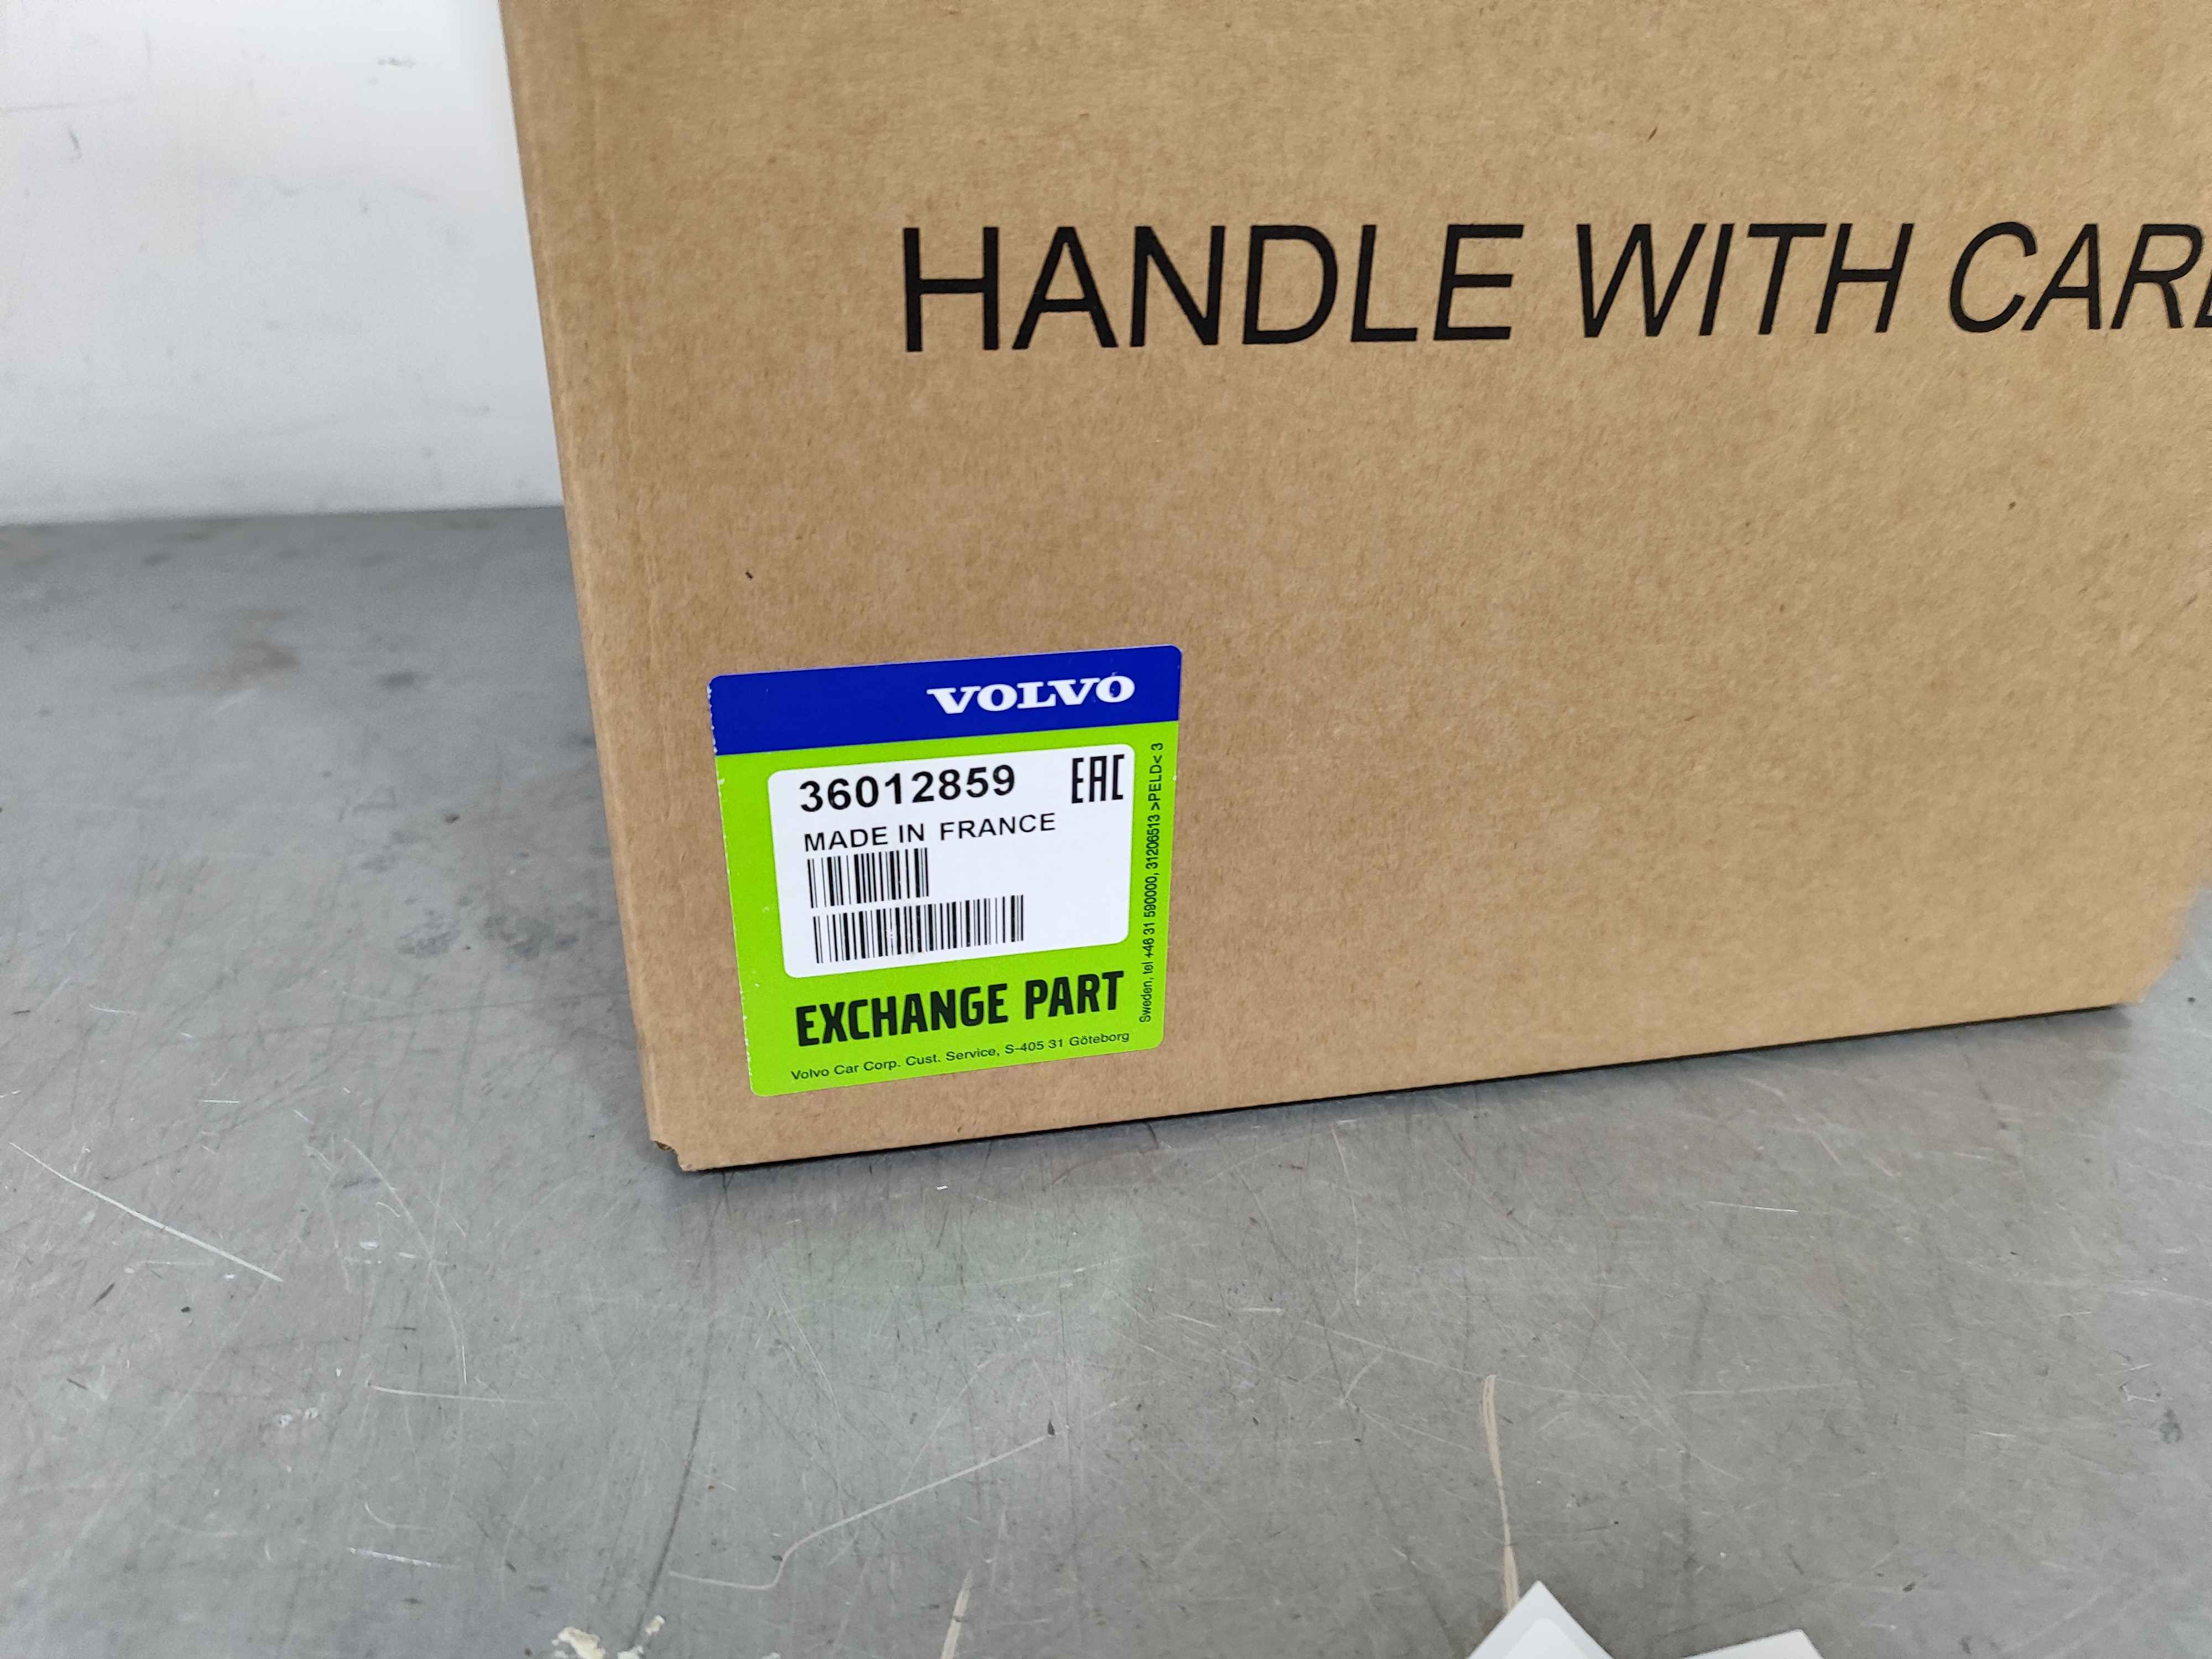 HANDLE WITH CARE
VOLVO
36012859
EAC
MADE IN FRANCE
EXCHANGE PART
Volvo Car Corp. Cust. Service, S-405 31 Göteborg
Sweden, tel +46 31 590000, 31206513 >PELD< 3